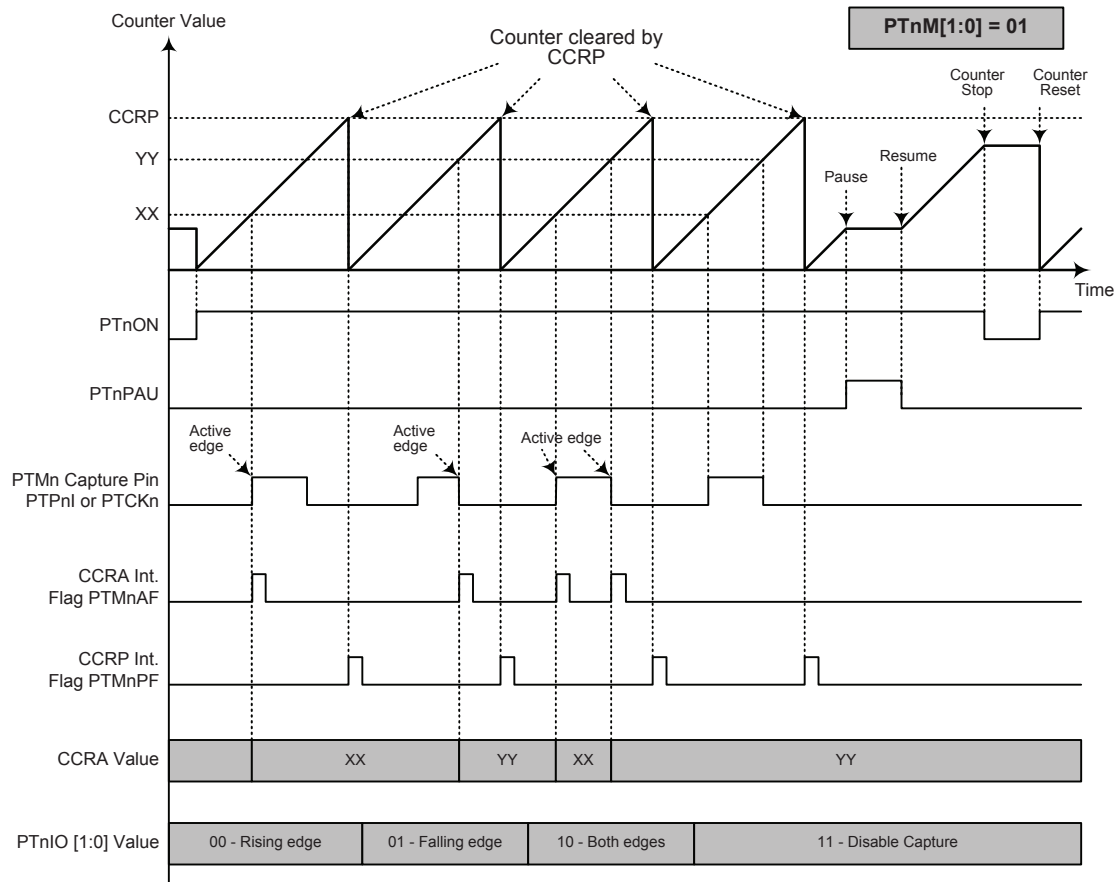 Counter Value
PTnM[1:0] = 01
Counter cleared by
CCRP
Counter
Stop
Counter
Reset
CCRP
YY
XX
Pause
Resume
Time
PTnON
PTnPAU
Active
edge
Active
edge
Active edge
PTMn Capture Pin
PTPnI or PTCKn
CCRA Int.
Flag PTMnAF
CCRP Int.
Flag PTMnPF
CCRA Value
XX
YY
XX
YY
PTnIO [1:0] Value
00 - Rising edge
01 - Falling edge
10 - Both edges
11 - Disable Capture